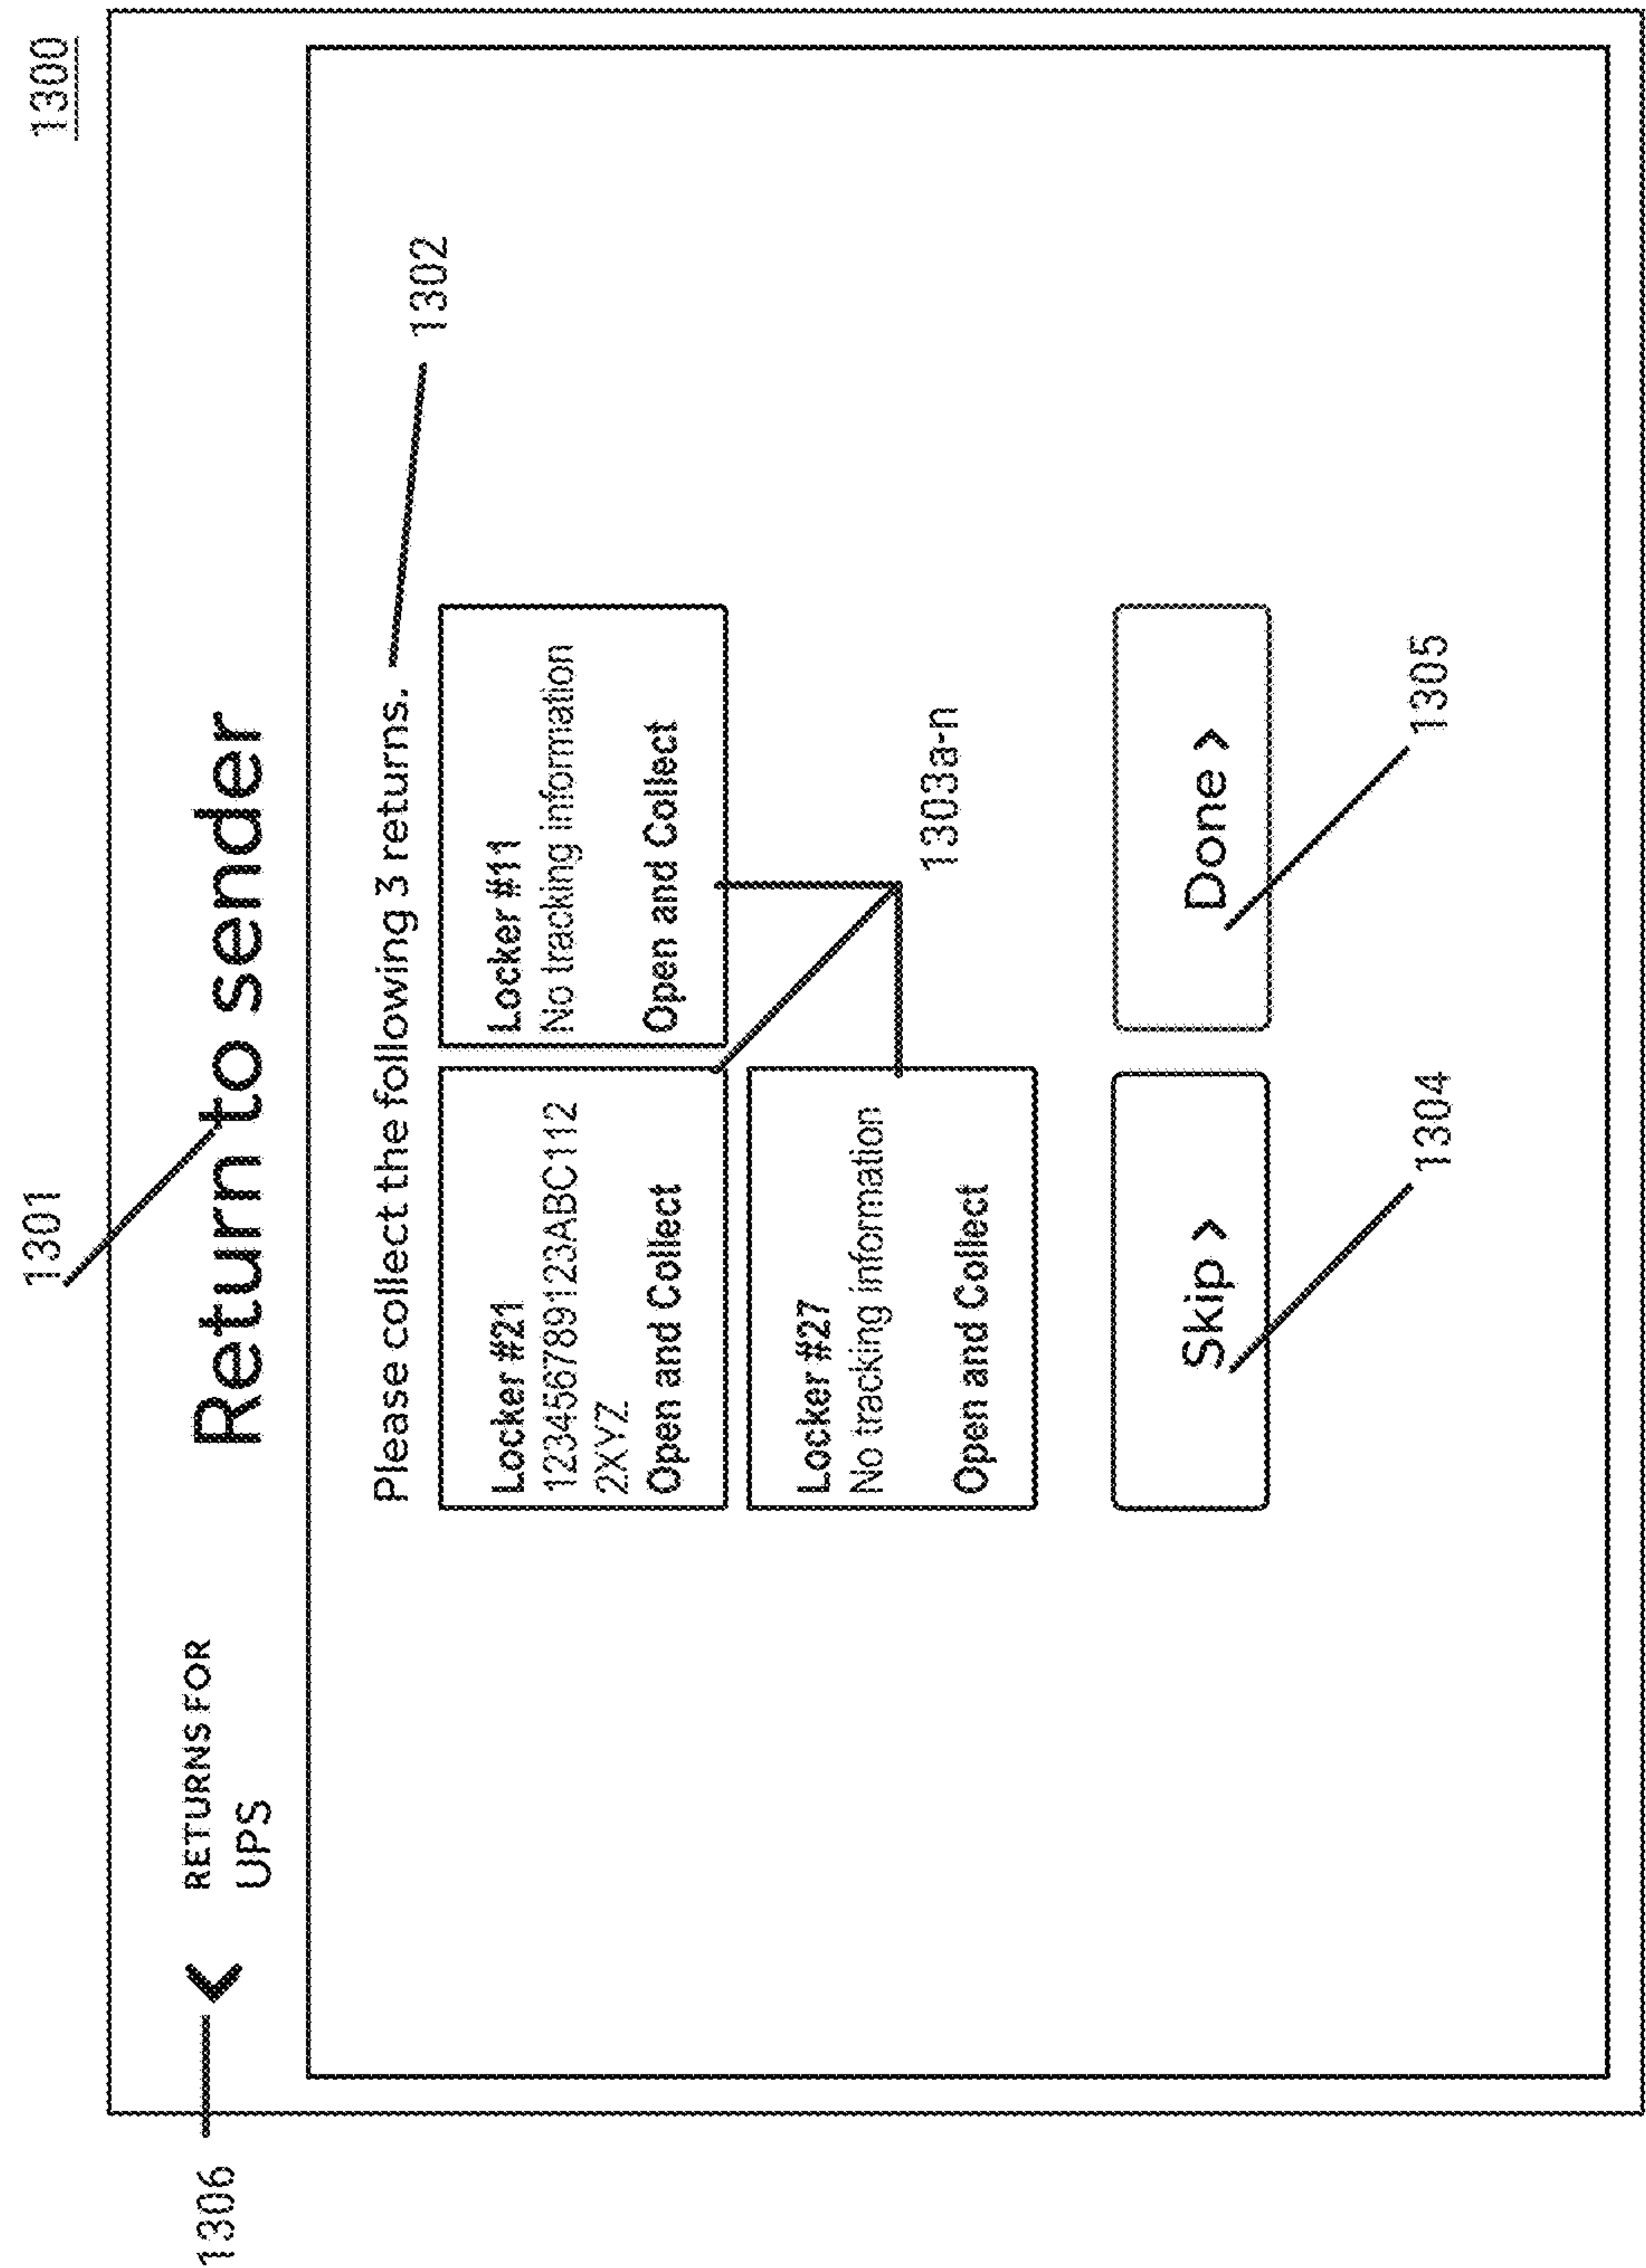 1300
1301
Return to sender
1306
RETURNS FOR
UPS
Please collect the following 3 returns.
1302
Locker #21
123456789123ABC112
2XYZ
Open and Collect
Locker #11
No tracking information
Open and Collect
Locker #27
No tracking information
Open and Collect
1303a-n
Skip >
Done >
1304
1305